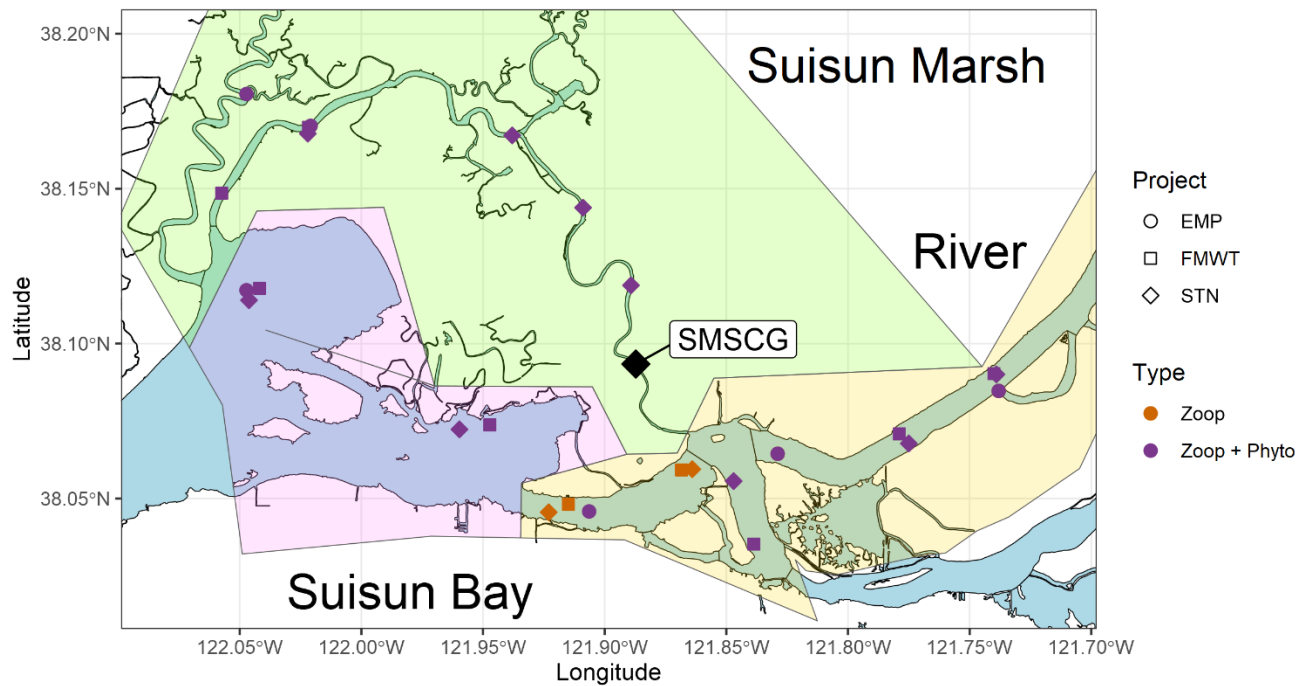 38.20°N
38.15°N
38.10°N
38.05°N
Latitude
Suisun Marsh
River
SMSCG
Suisun Bay
122.05°W 122.00°W 121.95°W 121.90°W 121.85°W 121.80°W 121.75°W 121.70°W
Longitude
Project
EMP
FMWT
STN
Type
Zoop
Zoop + Phyto